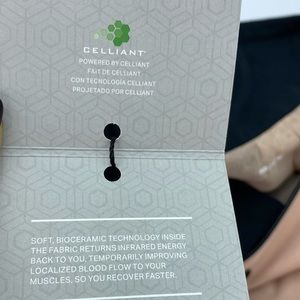 CELLIANT
POWERED BY CELLIANT
FAIT DE CELLIANT
CON TECNOLOGÍA CELLIANT
PROJETADO POR CELLIANT
SOFT, BIOCERAMIC TECHNOLOGY INSIDE
THE FABRIC RETURNS INFRARED ENERGY
BACK TO YOU, TEMPORARILY IMPROVING
LOCALIZED BLOOD FLOW TO YOUR
MUSCLES, SO YOU RECOVER FASTER.